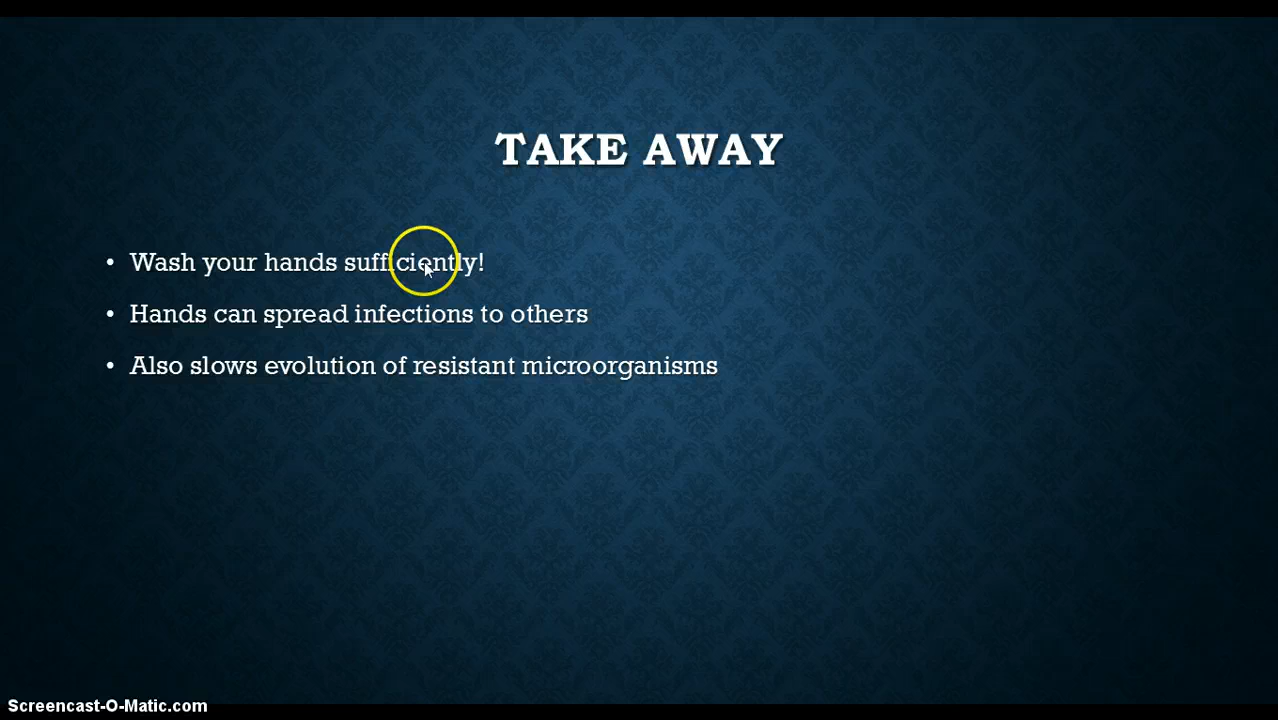 TAKE AWAY
• Wash your hands sufficiently!
• Hands can spread infections to others
• Also slows evolution of resistant microorganisms
Screencast-O-Matic.com